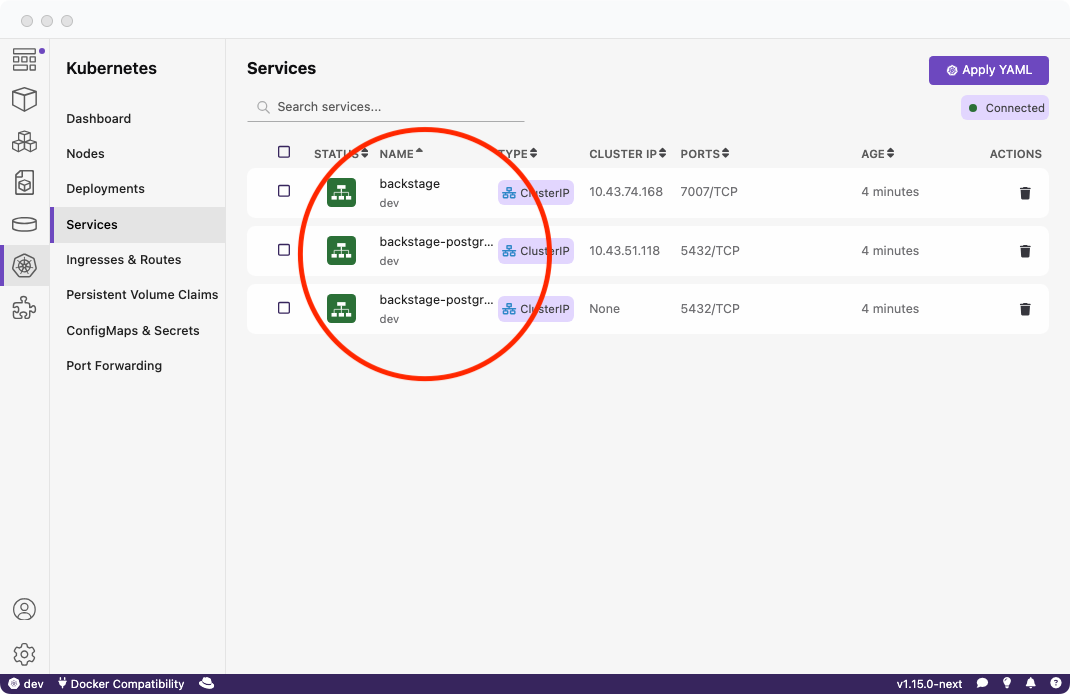 Kubernetes
Dashboard
Nodes
Deployments
Services
Ingresses & Routes
Persistent Volume Claims
ConfigMaps & Secrets
Port Forwarding
Services
Apply YAML
Search services...
Connected
STATUS NAME TYPE CLUSTER IP PORTS AGE ACTIONS
backstage
dev
ClusterIP 10.43.74.168 7007/TCP 4 minutes
backstage-postgr...
dev
ClusterIP 10.43.51.118 5432/TCP 4 minutes
backstage-postgr...
dev
ClusterIP None 5432/TCP 4 minutes
dev Docker Compatibility v1.15.0-next